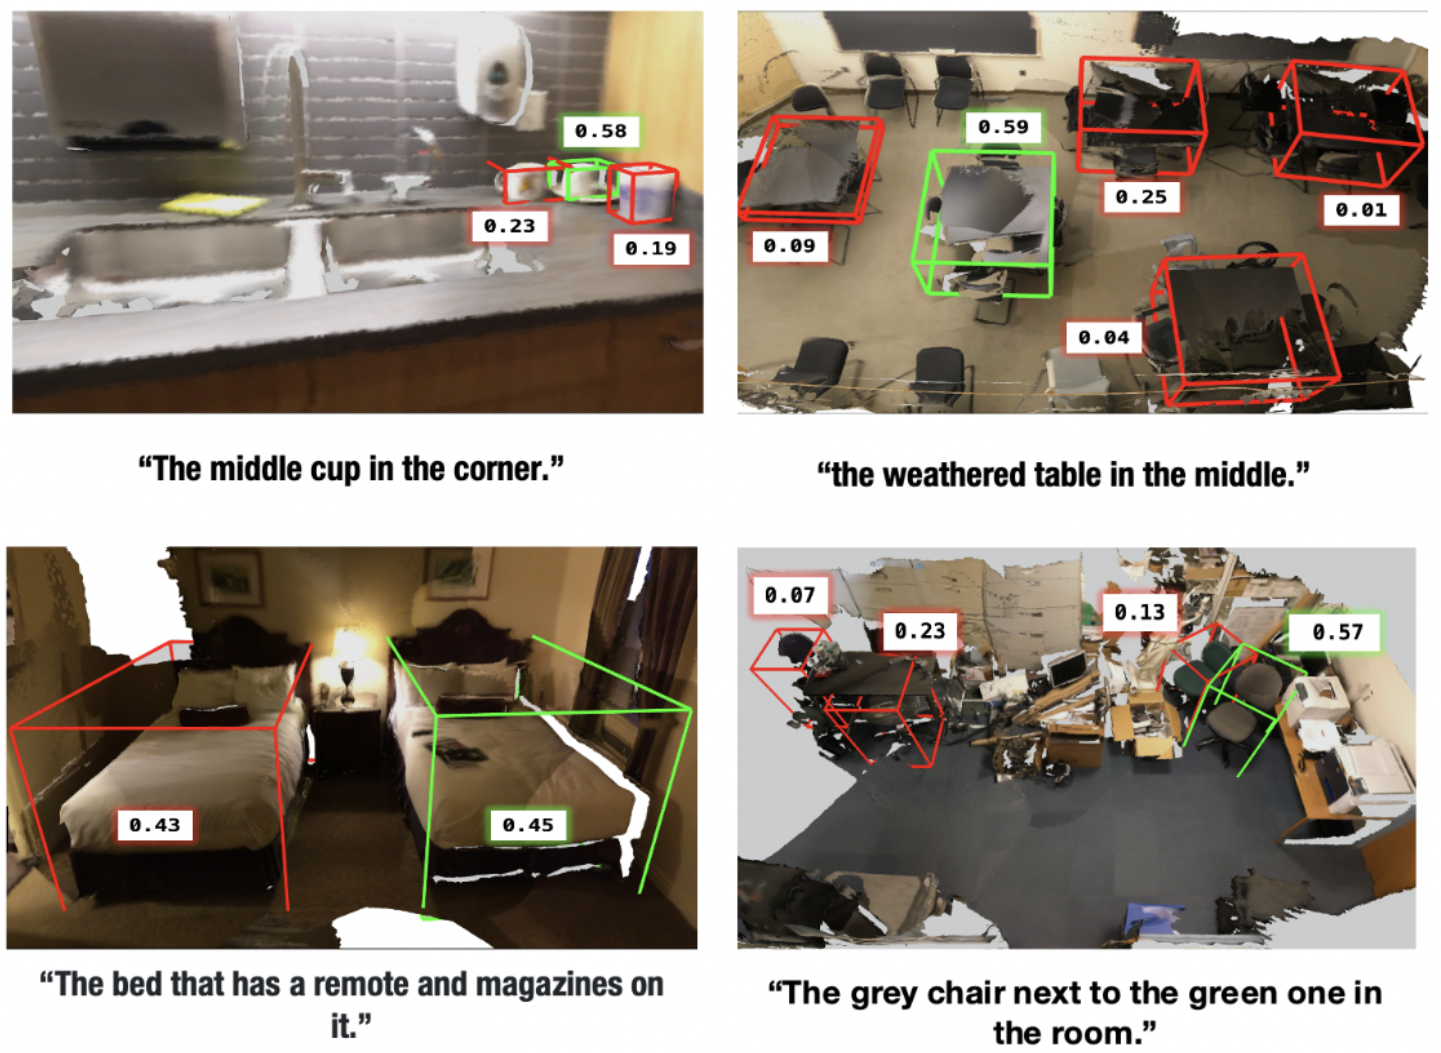 0.58
0.23
0.19
“The middle cup in the corner.”
0.59
0.25
0.01
0.09
0.04
“the weathered table in the middle.”
0.43
0.45
“The bed that has a remote and magazines on
it.”
0.07
0.23
0.13
0.57
“The grey chair next to the green one in
the room.”